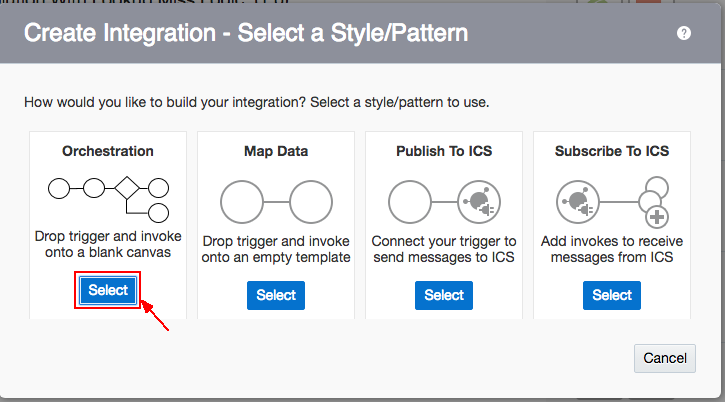 Create Integration - Select a Style/Pattern
?
How would you like to build your integration? Select a style/pattern to use.
Orchestration
Drop trigger and invoke
onto a blank canvas
Select
Map Data
Drop trigger and invoke
onto an empty template
Select
Publish To ICS
Connect your trigger to
send messages to ICS
Select
Subscribe To ICS
Add invokes to receive
messages from ICS
Select
Cancel